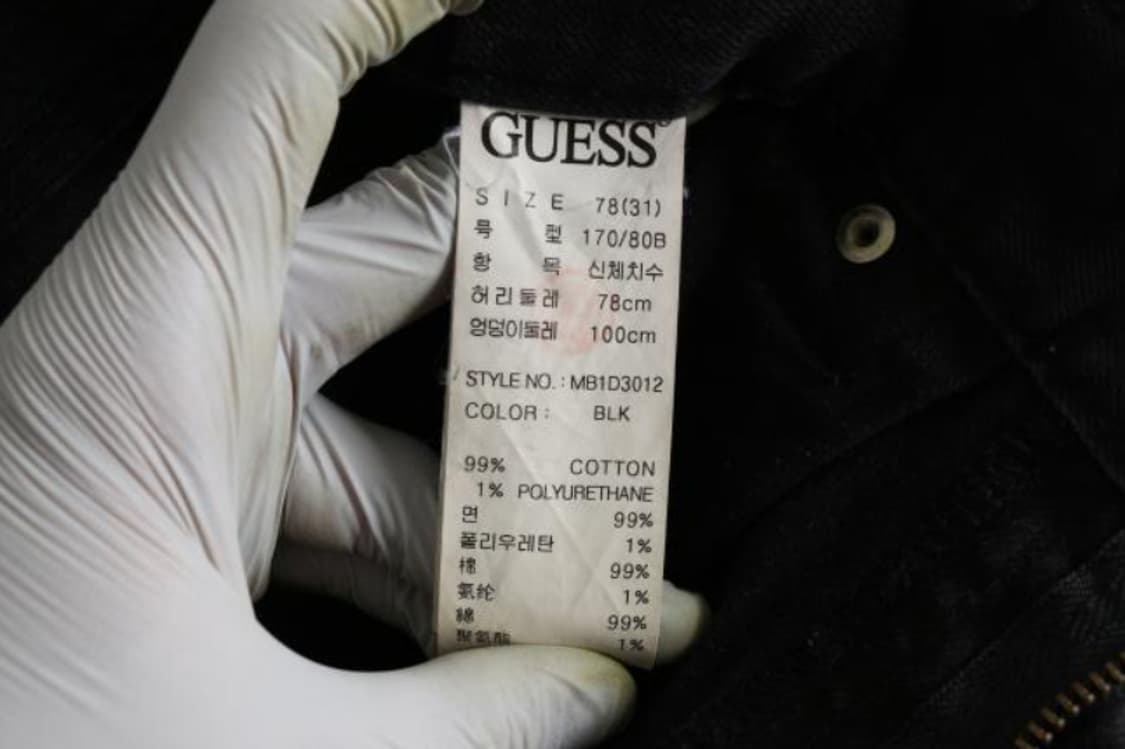 GUESS®
SIZE 78(31)
륵 型 170/80B
항 목 신체치수
허리둘레 78cm
엉덩이둘레 100cm
STYLE NO. : MB1D3012
COLOR : BLK
99% COTTON
1% POLYURETHANE
면 99%
폴리우레탄 1%
棉 99%
氨纶 1%
綿 99%
聚氨酯 1%